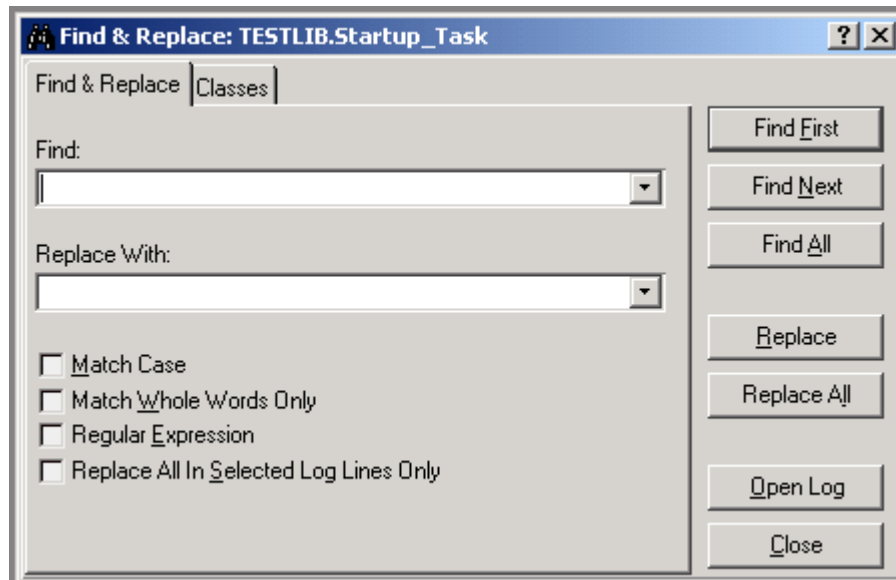 Find & Replace: TESTLIB.Startup_Task
Find & Replace
Classes
Find:
Replace With:
Match Case
Match Whole Words Only
Regular Expression
Replace All In Selected Log Lines Only
Find First
Find Next
Find All
Replace
Replace All
Open Log
Close